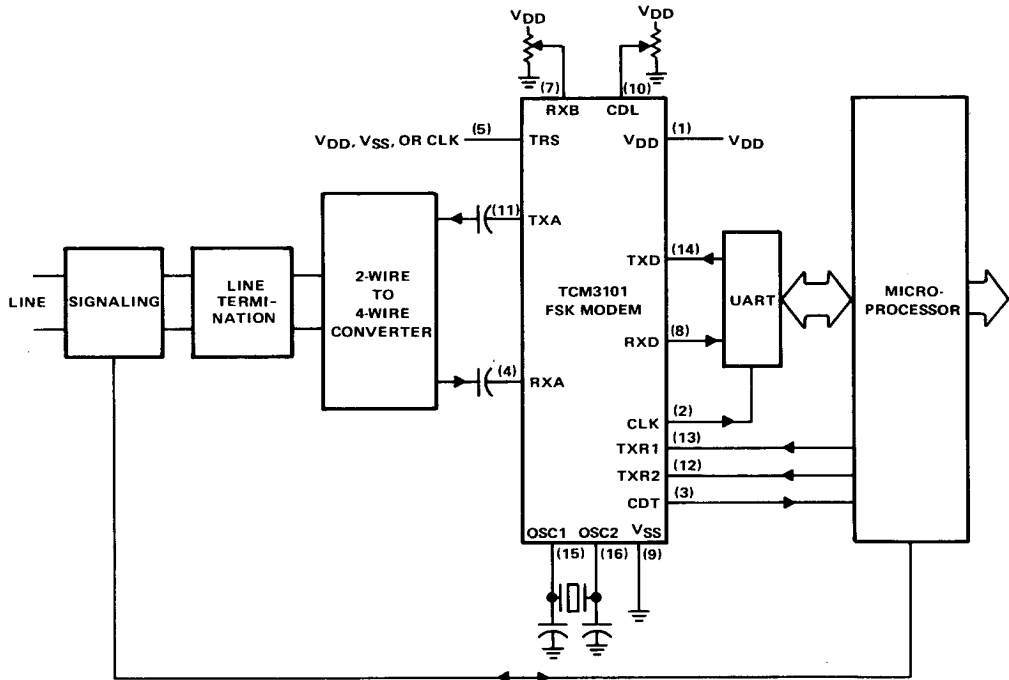 VDD
VDD
(7)
(10)
RXB
CDL
VDD, VSS, OR CLK
(5)
TRS
VDD
(1)
VDD
(11)
TXA
TXD
(14)
LINE
SIGNALING
LINE
TERMI-
NATION
2-WIRE
TO
4-WIRE
CONVERTER
TCM3101
FSK MODEM
UART
MICRO-
PROCESSOR
RXD
(8)
(4)
RXA
CLK
(2)
TXR1
(13)
TXR2
(12)
CDT
(3)
OSC1
OSC2
VSS
(15)
(16)
(9)